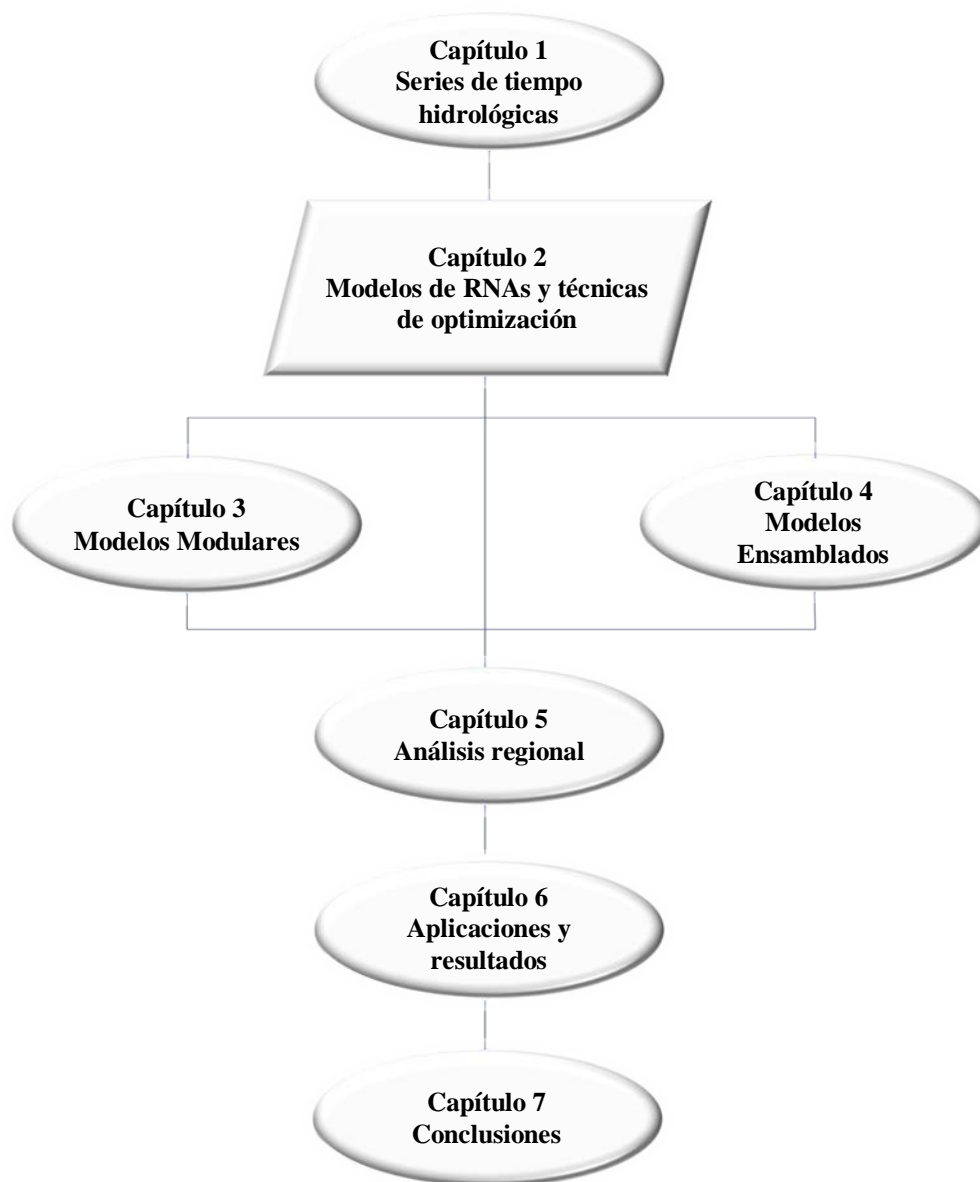 Capítulo 1
Series de tiempo
hidrológicas
Capítulo 2
Modelos de RNAs y técnicas
de optimización
Capítulo 3
Modelos Modulares
Capítulo 4
Modelos
Ensamblados
Capítulo 5
Análisis regional
Capítulo 6
Aplicaciones y
resultados
Capítulo 7
Conclusiones